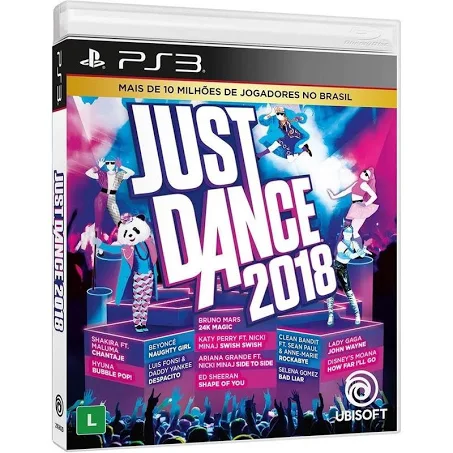 PS3
MAIS DE 10 MILHÕES DE JOGADORES NO BRASIL
JUST
DANCE
2018
JUST DANCE 2018
SHAKIRA FT.
MALUMA
CHANTAJE
HYUNA
BUBBLE POP!
BEYONCÉ
NAUGHTY GIRL
LUIS FONSI &
DADDY YANKEE
DESPACITO
BRUNO MARS
24K MAGIC
KATY PERRY FT. NICKI
MINAJ SWISH SWISH
ARIANA GRANDE FT.
NICKI MINAJ SIDE TO SIDE
ED SHEERAN
SHAPE OF YOU
CLEAN BANDIT
FT. SEAN PAUL
& ANNE-MARIE
ROCKABYE
SELENA GOMEZ
BAD LIAR
LADY GAGA
JOHN WAYNE
DISNEY'S MOANA
HOW FAR I'LL GO
L
UBISOFT